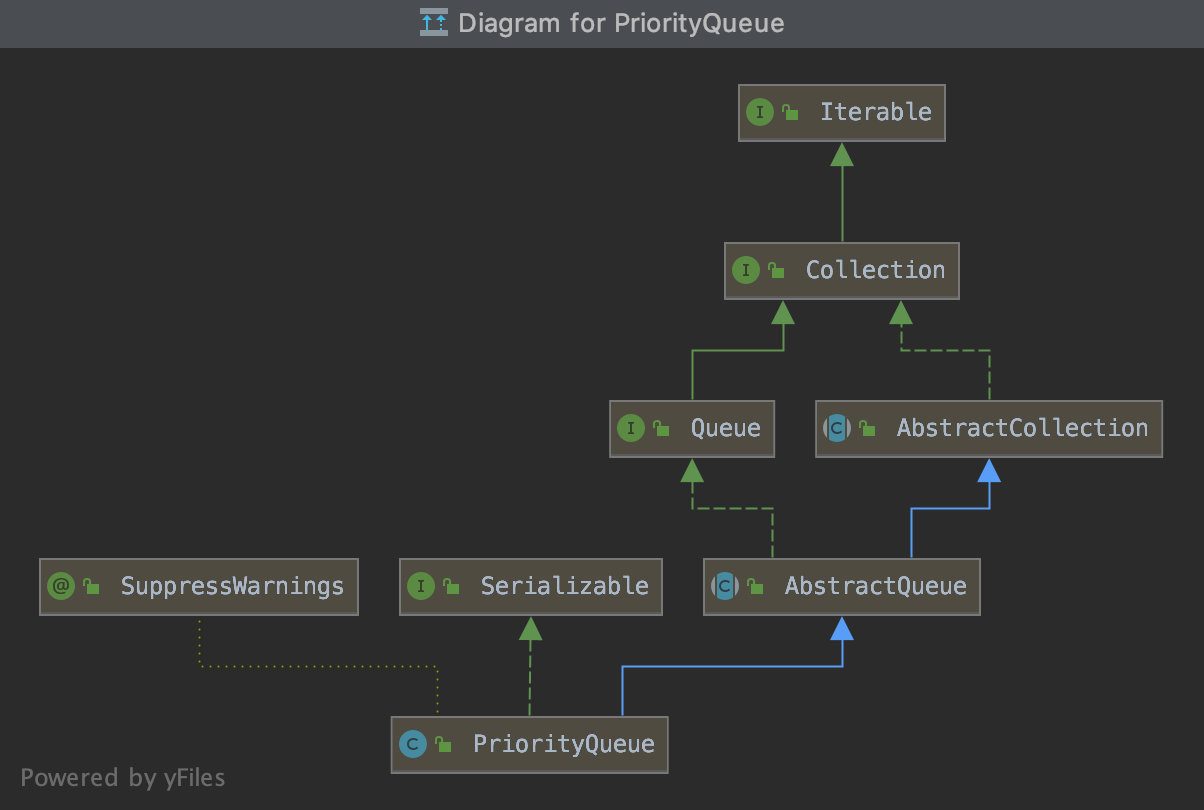 Diagram for PriorityQueue
I Iterable
I Collection
I Queue
C AbstractCollection
@ SuppressWarnings
I Serializable
C AbstractQueue
C PriorityQueue
Powered by yFiles